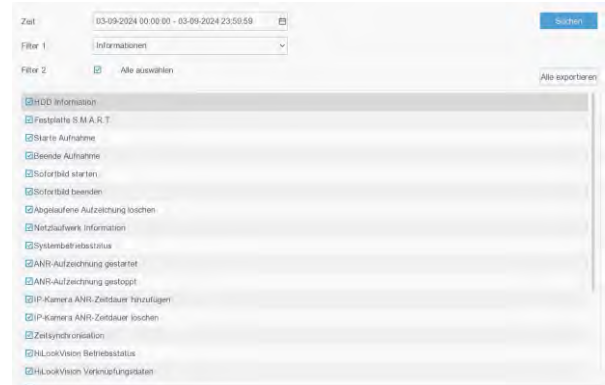 Zeit 03-09-2024 00:00:00 - 03-09-2024 23:59:59 Suchen
Filter 1 Informationen
Filter 2 Alle auswählen
Alle exportieren
HDD Information
Festplatte S.M.A.R.T.
Starte Aufnahme
Beende Aufnahme
Sofortbild starten
Sofortbild beenden
Abgelaufene Aufzeichnung löschen
Netzlaufwerk Information
Systembetriebsstatus
ANR-Aufzeichnung gestartet
ANR-Aufzeichnung gestoppt
IP-Kamera ANR-Zeitdauer hinzufügen
IP-Kamera ANR-Zeitdauer löschen
Zeitsynchronisation
HiLookVision Betriebsstatus
HiLookVision Verknüpfungsdaten